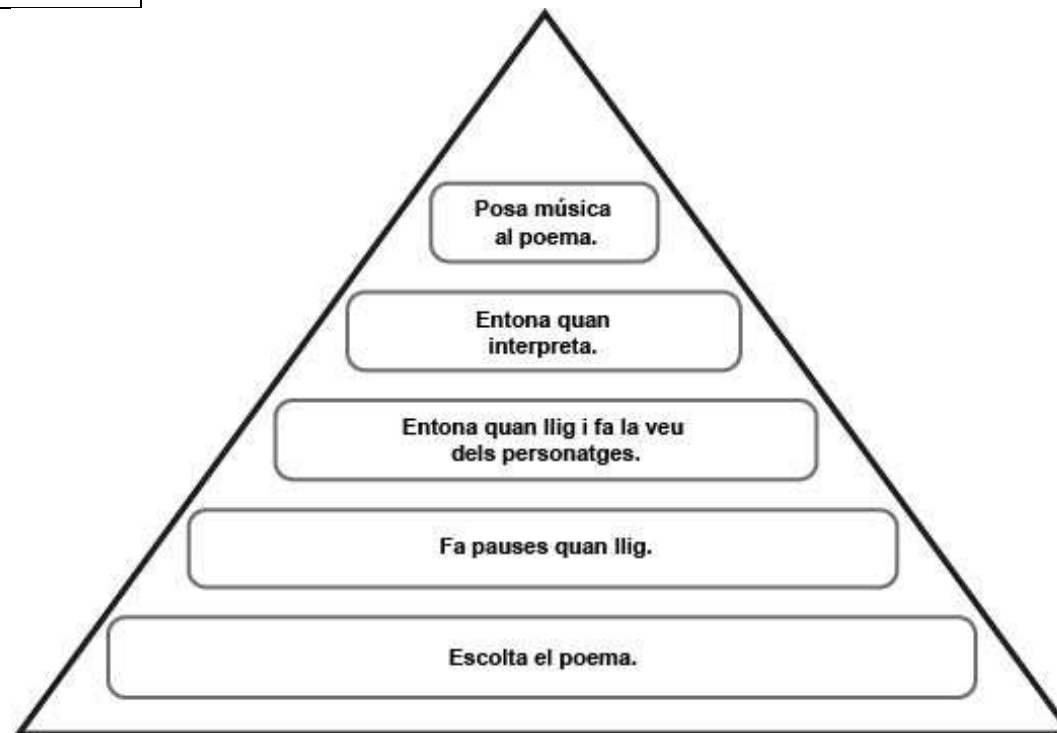 Posa música
al poema.
Entona quan
interpreta.
Entona quan llig i fa la veu
dels personatges.
Fa pauses quan llig.
Escolta el poema.